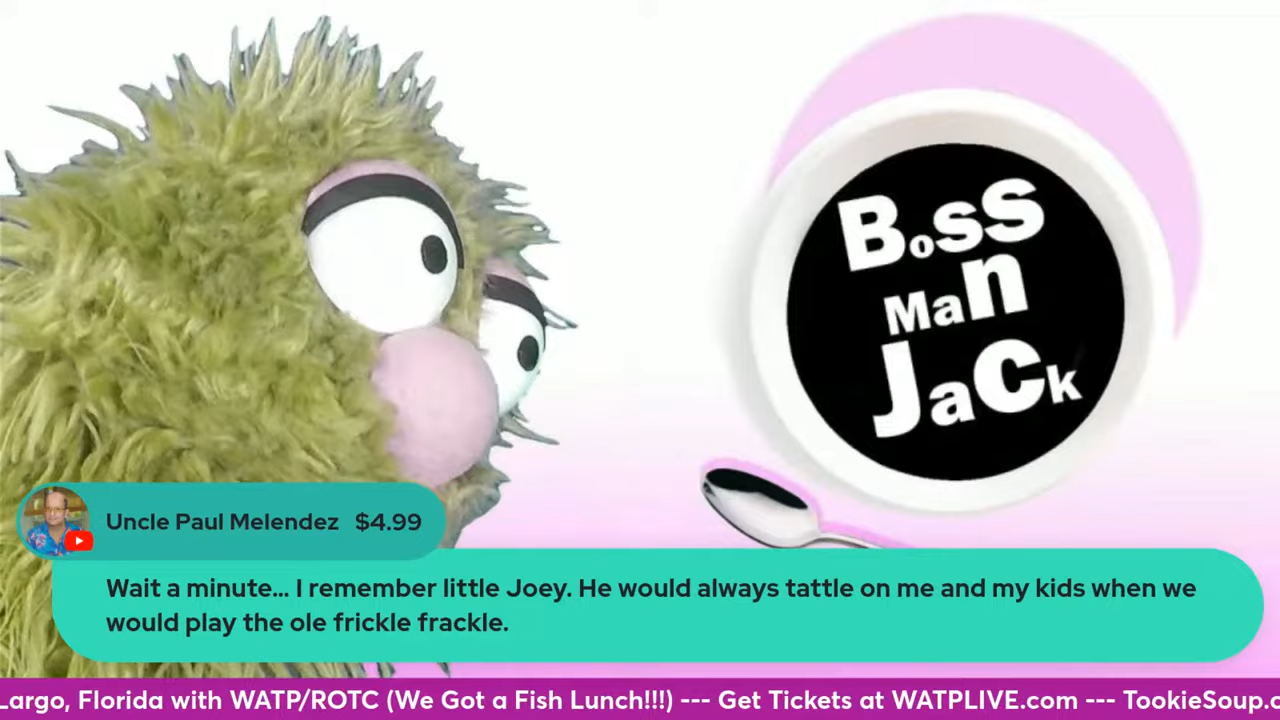 Boss
Man
Jack
Uncle Paul Melendez $4.99
Wait a minute... I remember little Joey. He would always tattle on me and my kids when we
would play the ole frickle frackle.
Largo, Florida with WATP/ROTC (We Got a Fish Lunch!!!) --- Get Tickets at WATPLIVE.com --- TookieSoup.c